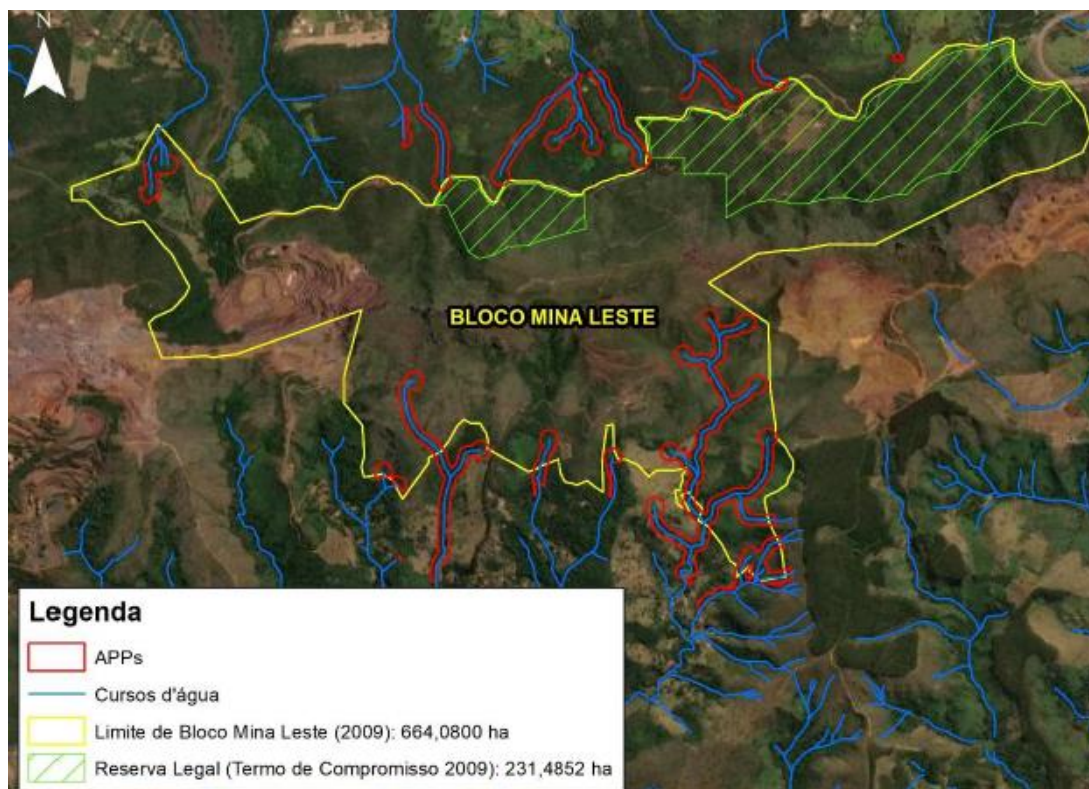 N
BLOCO MINA LESTE
Legenda
APPs
Cursos d'água
Limite de Bloco Mina Leste (2009): 664,0800 ha
Reserva Legal (Termo de Compromisso 2009): 231,4852 ha